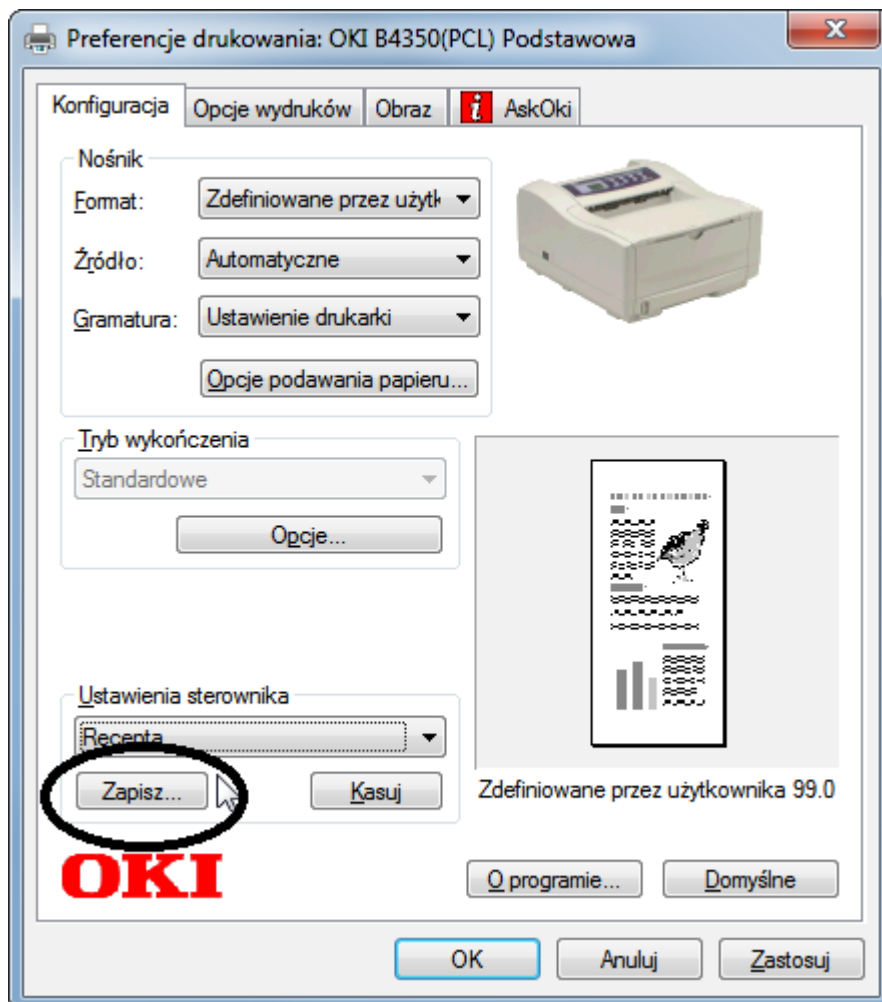 Preferencje drukowania: OKI B4350(PCL) Podstawowa
Konfiguracja Opcje wydruków Obraz i AskOki
Nośnik
Format: Zdefiniowane przez użytk
Źródło: Automatyczne
Gramatura: Ustawienie drukarki
Opcje podawania papieru...
Tryb wykończenia
Standardowe
Opcje...
Ustawienia sterownika
Recepta
Zapisz... Kasuj
Zdefiniowane przez użytkownika 99.0
OKI
O programie... Domyślne
OK Anuluj Zastosuj